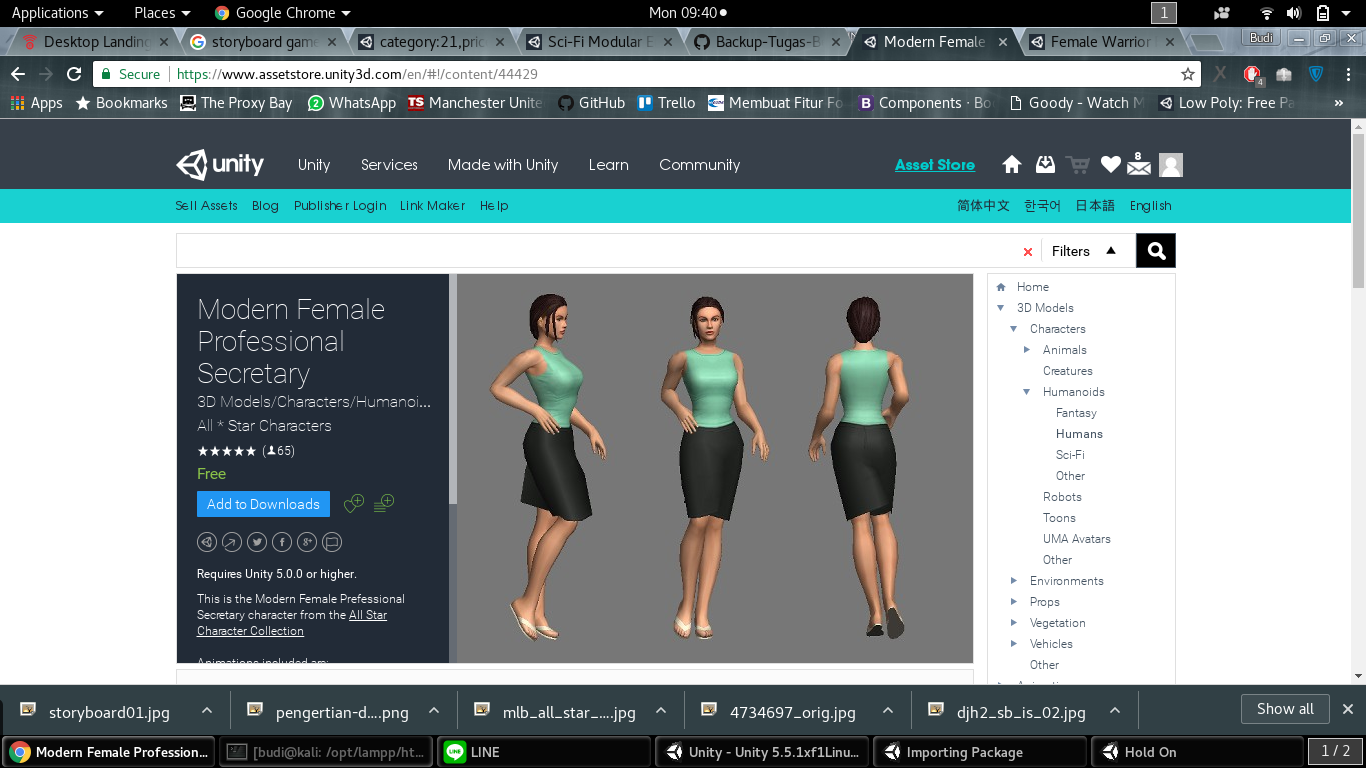 Applications Places Google Chrome Mon 09:40 1
Desktop Landing storyboard game category:21,pric Sci-Fi Modular E Backup-Tugas-B Modern Female Female Warrior Budi
Secure https://www.assetstore.unity3d.com/en/#!/content/44429 4
Apps Bookmarks The Proxy Bay WhatsApp TS Manchester Unite GitHub Trello Membuat Fitur Fo B Components · Bo Goody - Watch M Low Poly: Free Pa »
unity Unity Services Made with Unity Learn Community Asset Store 8
Sell Assets Blog Publisher Login Link Maker Help 简体中文 한국어 日本語 English
Filters
Modern Female
Professional
Secretary
3D Models/Characters/Humanoi...
All * Star Characters
★★★★★ (65)
Free
Add to Downloads
Requires Unity 5.0.0 or higher.
This is the Modern Female Prefessional
Secretary character from the All Star
Character Collection
Animations included are:
Home
3D Models
Characters
Animals
Creatures
Humanoids
Fantasy
Humans
Sci-Fi
Other
Robots
Toons
UMA Avatars
Other
Environments
Props
Vegetation
Vehicles
Other
storyboard01.jpg pengertian-d....png mlb_all_star_....jpg 4734697_orig.jpg djh2_sb_is_02.jpg Show all
Modern Female Profession... [budi@kali: /opt/lampp/ht... LINE Unity - Unity 5.5.1xf1Linu... Importing Package Hold On 1 / 2